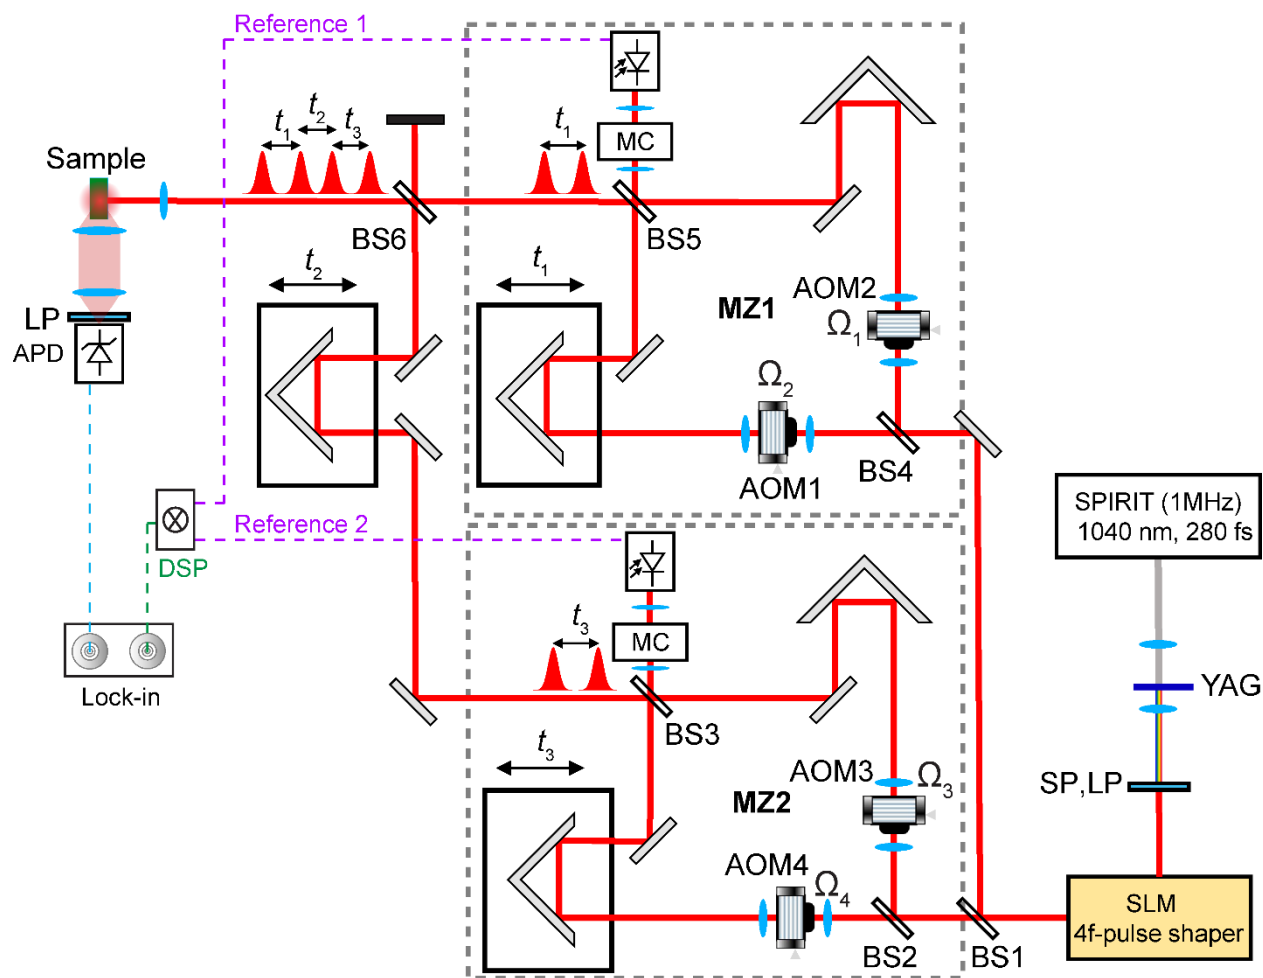 Reference 1
t₁
t₂
t₃
t₁
MC
Sample
BS6
BS5
t₂
t₁
MZ1
AOM2
Ω₁
LP
APD
Ω₂
AOM1
BS4
SPIRIT (1MHz)
1040 nm, 280 fs
Reference 2
DSP
t₃
MC
Lock-in
BS3
YAG
t₃
MZ2
AOM3
Ω₃
SP,LP
AOM4
Ω₄
BS2
BS1
SLM
4f-pulse shaper